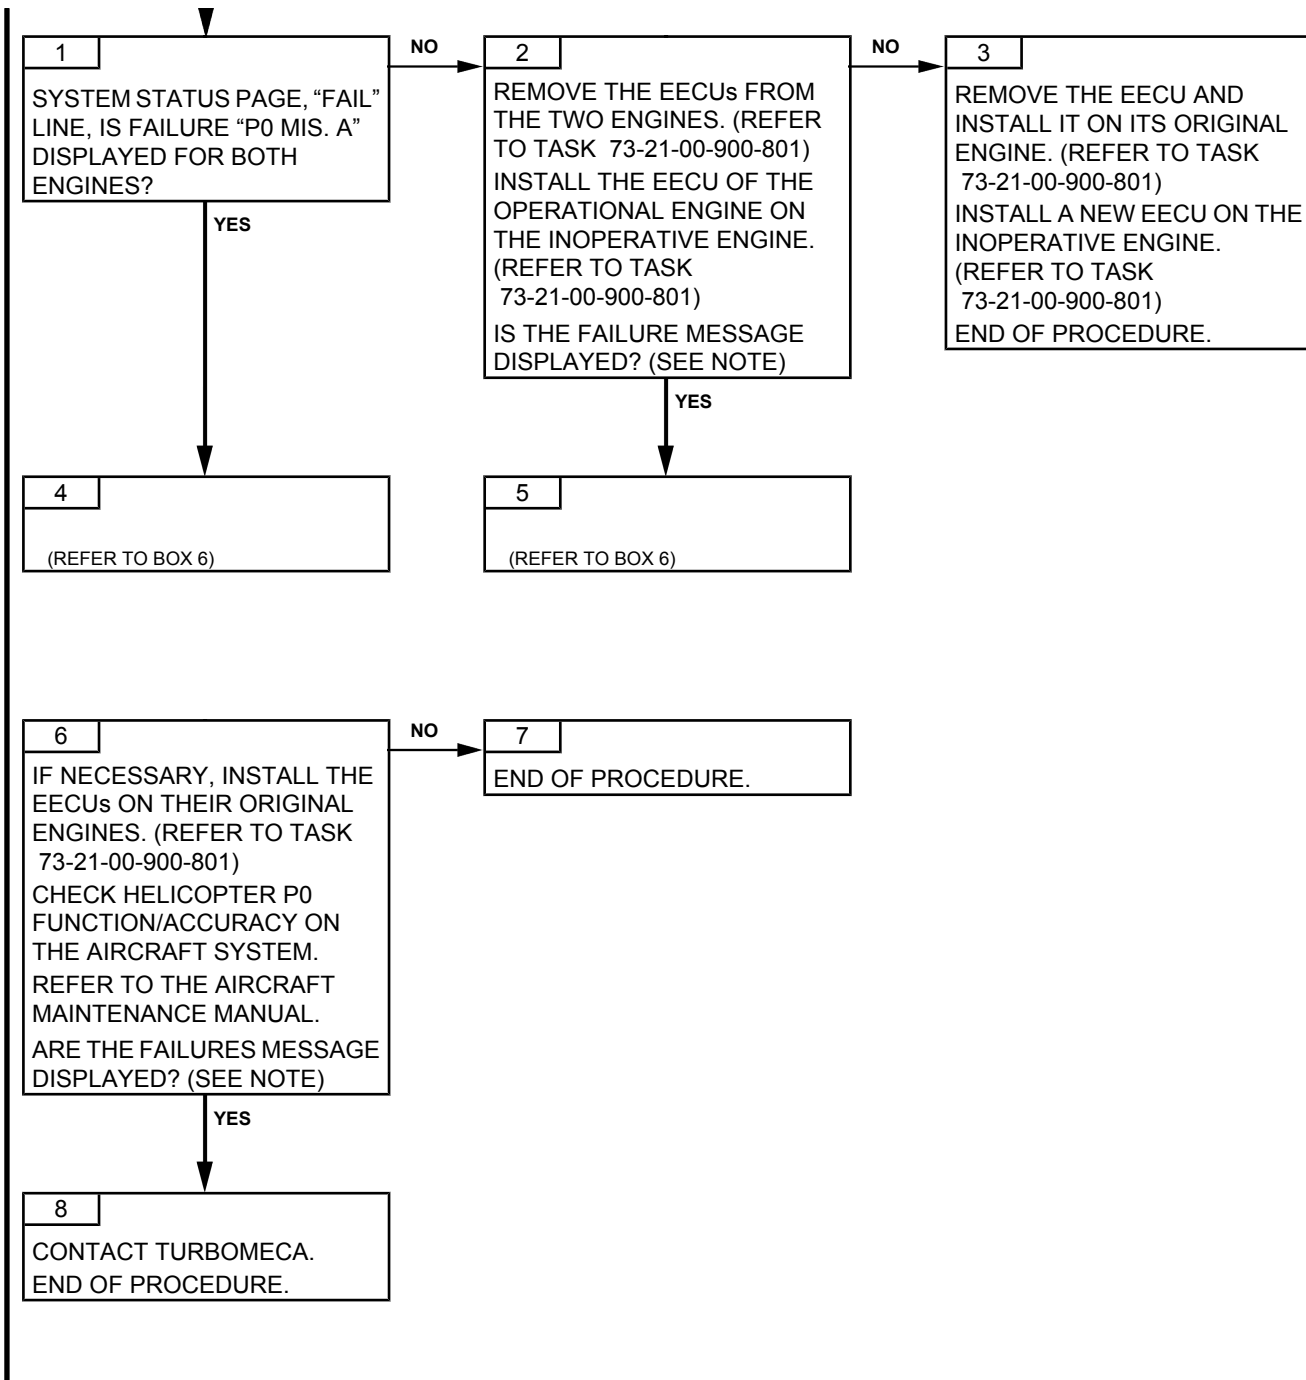 1
SYSTEM STATUS PAGE, “FAIL”
LINE, IS FAILURE “P0 MIS. A”
DISPLAYED FOR BOTH
ENGINES?
NO
2
REMOVE THE EECUs FROM
THE TWO ENGINES. (REFER
TO TASK 73-21-00-900-801)
INSTALL THE EECU OF THE
OPERATIONAL ENGINE ON
THE INOPERATIVE ENGINE.
(REFER TO TASK
73-21-00-900-801)
IS THE FAILURE MESSAGE
DISPLAYED? (SEE NOTE)
NO
3
REMOVE THE EECU AND
INSTALL IT ON ITS ORIGINAL
ENGINE. (REFER TO TASK
73-21-00-900-801)
INSTALL A NEW EECU ON THE
INOPERATIVE ENGINE.
(REFER TO TASK
73-21-00-900-801)
END OF PROCEDURE.
YES
YES
4
(REFER TO BOX 6)
5
(REFER TO BOX 6)
6
IF NECESSARY, INSTALL THE
EECUs ON THEIR ORIGINAL
ENGINES. (REFER TO TASK
73-21-00-900-801)
CHECK HELICOPTER P0
FUNCTION/ACCURACY ON
THE AIRCRAFT SYSTEM.
REFER TO THE AIRCRAFT
MAINTENANCE MANUAL.
ARE THE FAILURES MESSAGE
DISPLAYED? (SEE NOTE)
NO
7
END OF PROCEDURE.
YES
8
CONTACT TURBOMECA.
END OF PROCEDURE.